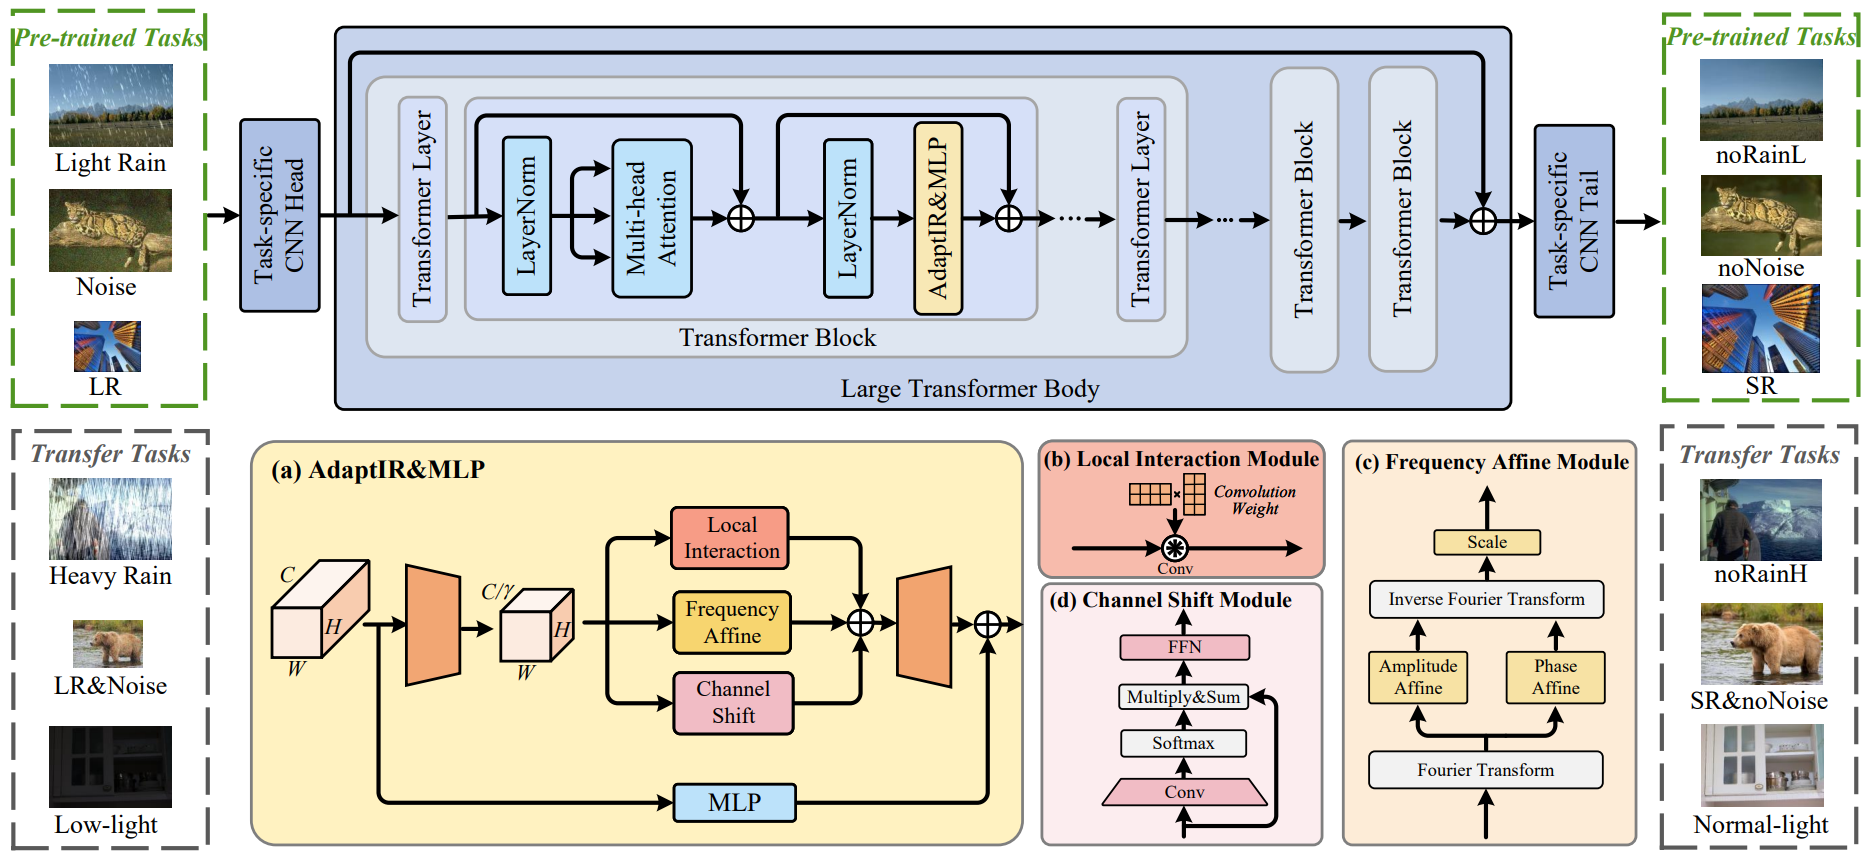 Pre-trained Tasks
Light Rain
Noise
LR
Task-specific
CNN Head
Transformer Layer
LayerNorm
Multi-head
Attention
LayerNorm
AdaptIR&MLP
Transformer Layer
Transformer Block
Transformer Block
Transformer Block
Large Transformer Body
Task-specific
CNN Tail
Pre-trained Tasks
noRainL
noNoise
SR
Transfer Tasks
Heavy Rain
LR&Noise
Low-light
(a) AdaptIR&MLP
C
H
W
C/γ
H
W
Local
Interaction
Frequency
Affine
Channel
Shift
MLP
(b) Local Interaction Module
Convolution
Weight
Conv
(d) Channel Shift Module
FFN
Multiply&Sum
Softmax
Conv
(c) Frequency Affine Module
Scale
Inverse Fourier Transform
Amplitude
Affine
Phase
Affine
Fourier Transform
Transfer Tasks
noRainH
SR&noNoise
Normal-light